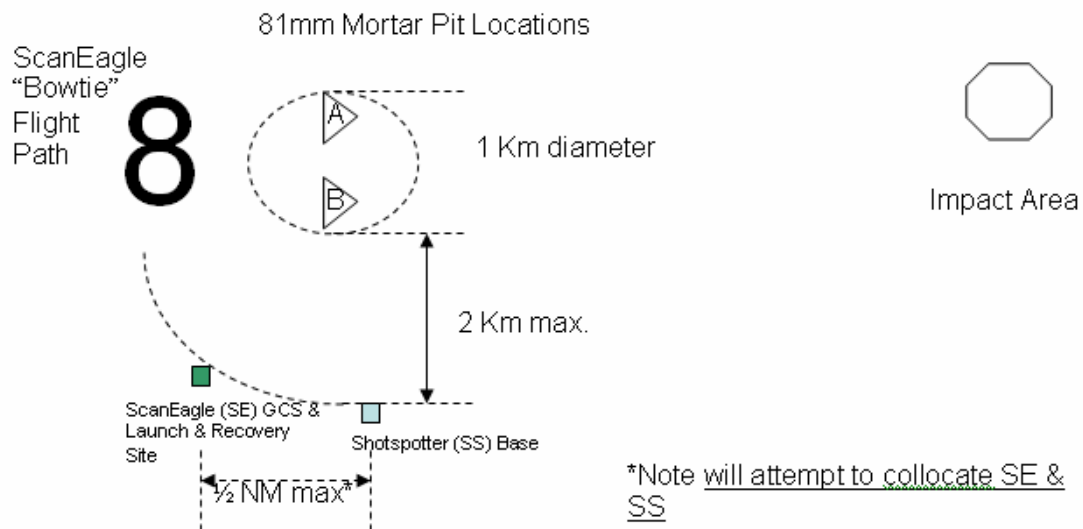 81mm Mortar Pit Locations
ScanEagle
“Bowtie”
Flight
Path
8
A
B
1 Km diameter
Impact Area
2 Km max.
ScanEagle (SE) GCS &
Launch & Recovery
Site
Shotspotter (SS) Base
½ NM max*
*Note will attempt to collocate SE &
SS